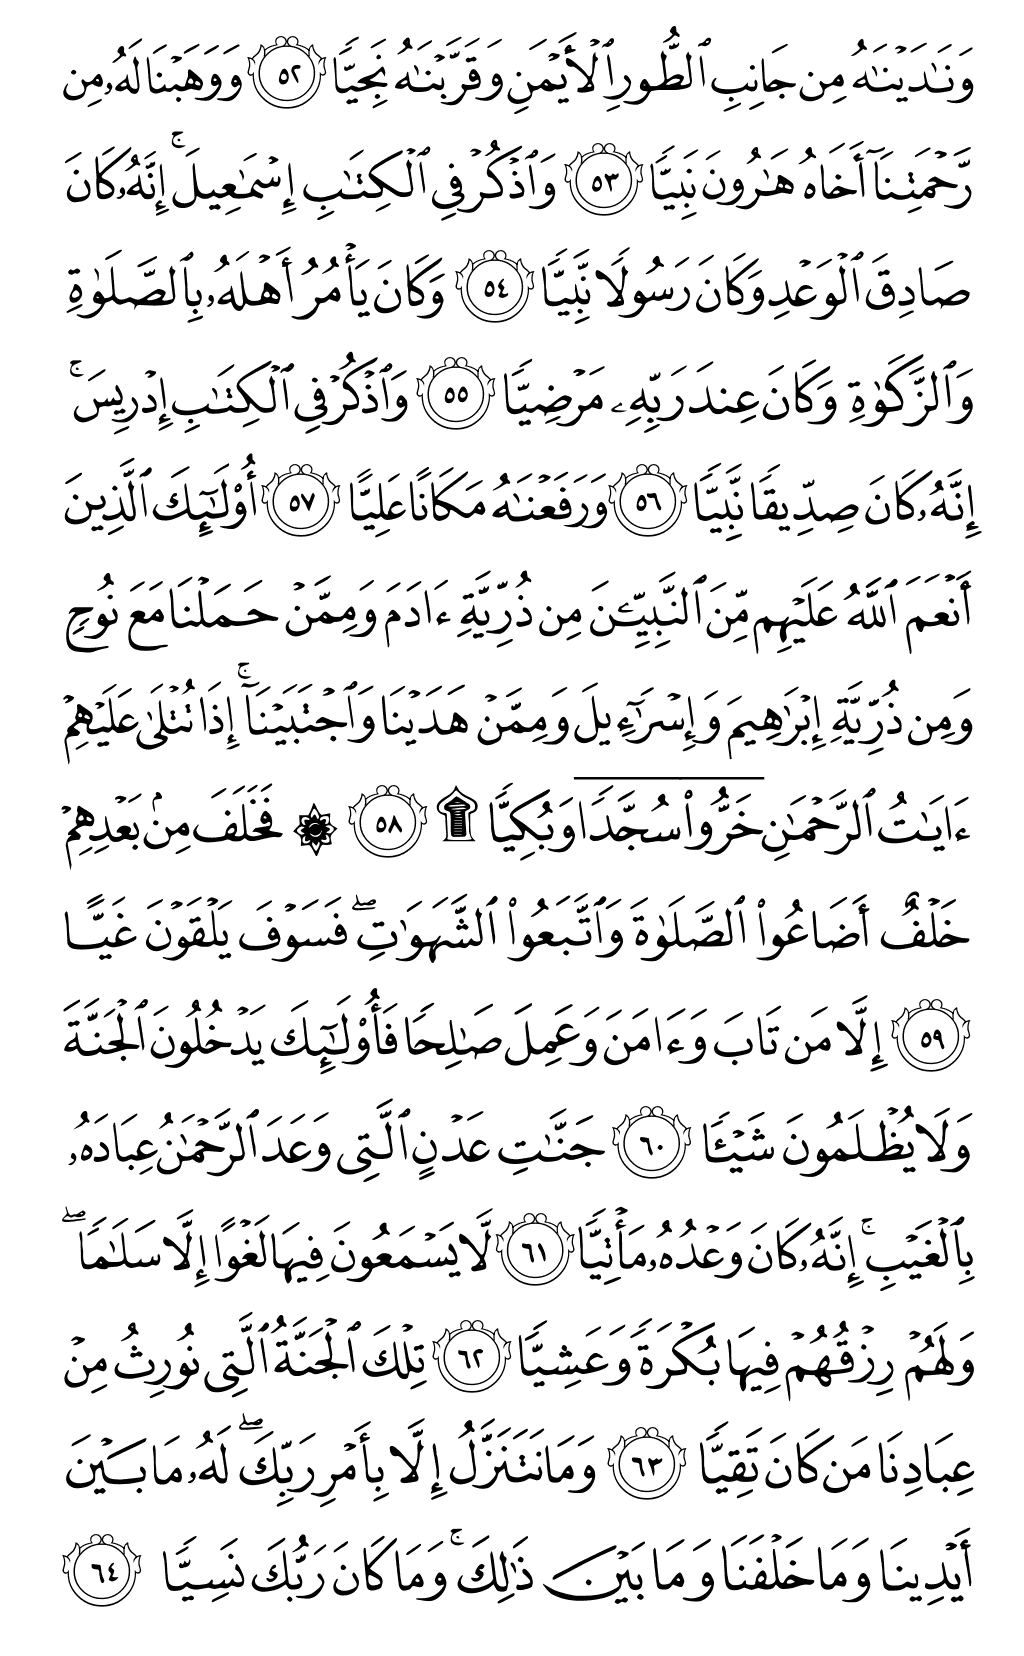 وَنَٰدَيۡنَٰهُ مِن جَانِبِ ٱلطُّورِ ٱلۡأَيۡمَنِ وَقَرَّبۡنَٰهُ نَجِيّٗا ٥٢ وَوَهَبۡنَا لَهُۥ مِن
رَّحۡمَتِنَآ أَخَاهُ هَٰرُونَ نَبِيّٗا ٥٣ وَٱذۡكُرۡ فِي ٱلۡكِتَٰبِ إِسۡمَٰعِيلَۚ إِنَّهُۥ كَانَ
صَادِقَ ٱلۡوَعۡدِ وَكَانَ رَسُولٗا نَّبِيّٗا ٥٤ وَكَانَ يَأۡمُرُ أَهۡلَهُۥ بِٱلصَّلَوٰةِ
وَٱلزَّكَوٰةِ وَكَانَ عِندَ رَبِّهِۦ مَرۡضِيّٗا ٥٥ وَٱذۡكُرۡ فِي ٱلۡكِتَٰبِ إِدۡرِيسَۚ
إِنَّهُۥ كَانَ صِدِّيقٗا نَّبِيّٗا ٥٦ وَرَفَعۡنَٰهُ مَكَانًا عَلِيًّا ٥٧ أُوْلَٰٓئِكَ ٱلَّذِينَ
أَنۡعَمَ ٱللَّهُ عَلَيۡهِم مِّنَ ٱلنَّبِيِّـۧنَ مِن ذُرِّيَّةِ ءَادَمَ وَمِمَّنۡ حَمَلۡنَا مَعَ نُوحٖ
وَمِن ذُرِّيَّةِ إِبۡرَٰهِيمَ وَإِسۡرَٰٓءِيلَ وَمِمَّنۡ هَدَيۡنَا وَٱجۡتَبَيۡنَآۚ إِذَا تُتۡلَىٰ عَلَيۡهِمۡ
ءَايَٰتُ ٱلرَّحۡمَٰنِ خَرُّواْۤ سُجَّدٗاۤ وَبُكِيّٗا ۩ ٥٨ ۞ فَخَلَفَ مِنۢ بَعۡدِهِمۡ
خَلۡفٌ أَضَاعُواْ ٱلصَّلَوٰةَ وَٱتَّبَعُواْ ٱلشَّهَوَٰتِۖ فَسَوۡفَ يَلۡقَوۡنَ غَيًّا
٥٩ إِلَّا مَن تَابَ وَءَامَنَ وَعَمِلَ صَٰلِحٗا فَأُوْلَٰٓئِكَ يَدۡخُلُونَ ٱلۡجَنَّةَ
وَلَا يُظۡلَمُونَ شَيۡـٔٗا ٦٠ جَنَّٰتِ عَدۡنٍ ٱلَّتِي وَعَدَ ٱلرَّحۡمَٰنُ عِبَادَهُۥ
بِٱلۡغَيۡبِۚ إِنَّهُۥ كَانَ وَعۡدُهُۥ مَأۡتِيّٗا ٦١ لَّا يَسۡمَعُونَ فِيهَا لَغۡوًا إِلَّا سَلَٰمٗاۖ
وَلَهُمۡ رِزۡقُهُمۡ فِيهَا بُكۡرَةٗ وَعَشِيّٗا ٦٢ تِلۡكَ ٱلۡجَنَّةُ ٱلَّتِي نُورِثُ مِنۡ
عِبَادِنَا مَن كَانَ تَقِيّٗا ٦٣ وَمَا نَتَنَزَّلُ إِلَّا بِأَمۡرِ رَبِّكَۖ لَهُۥ مَا بَيۡنَ
أَيۡدِينَا وَمَا خَلۡفَنَا وَمَا بَيۡنَ ذَٰلِكَۚ وَمَا كَانَ رَبُّكَ نَسِيّٗا ٦٤